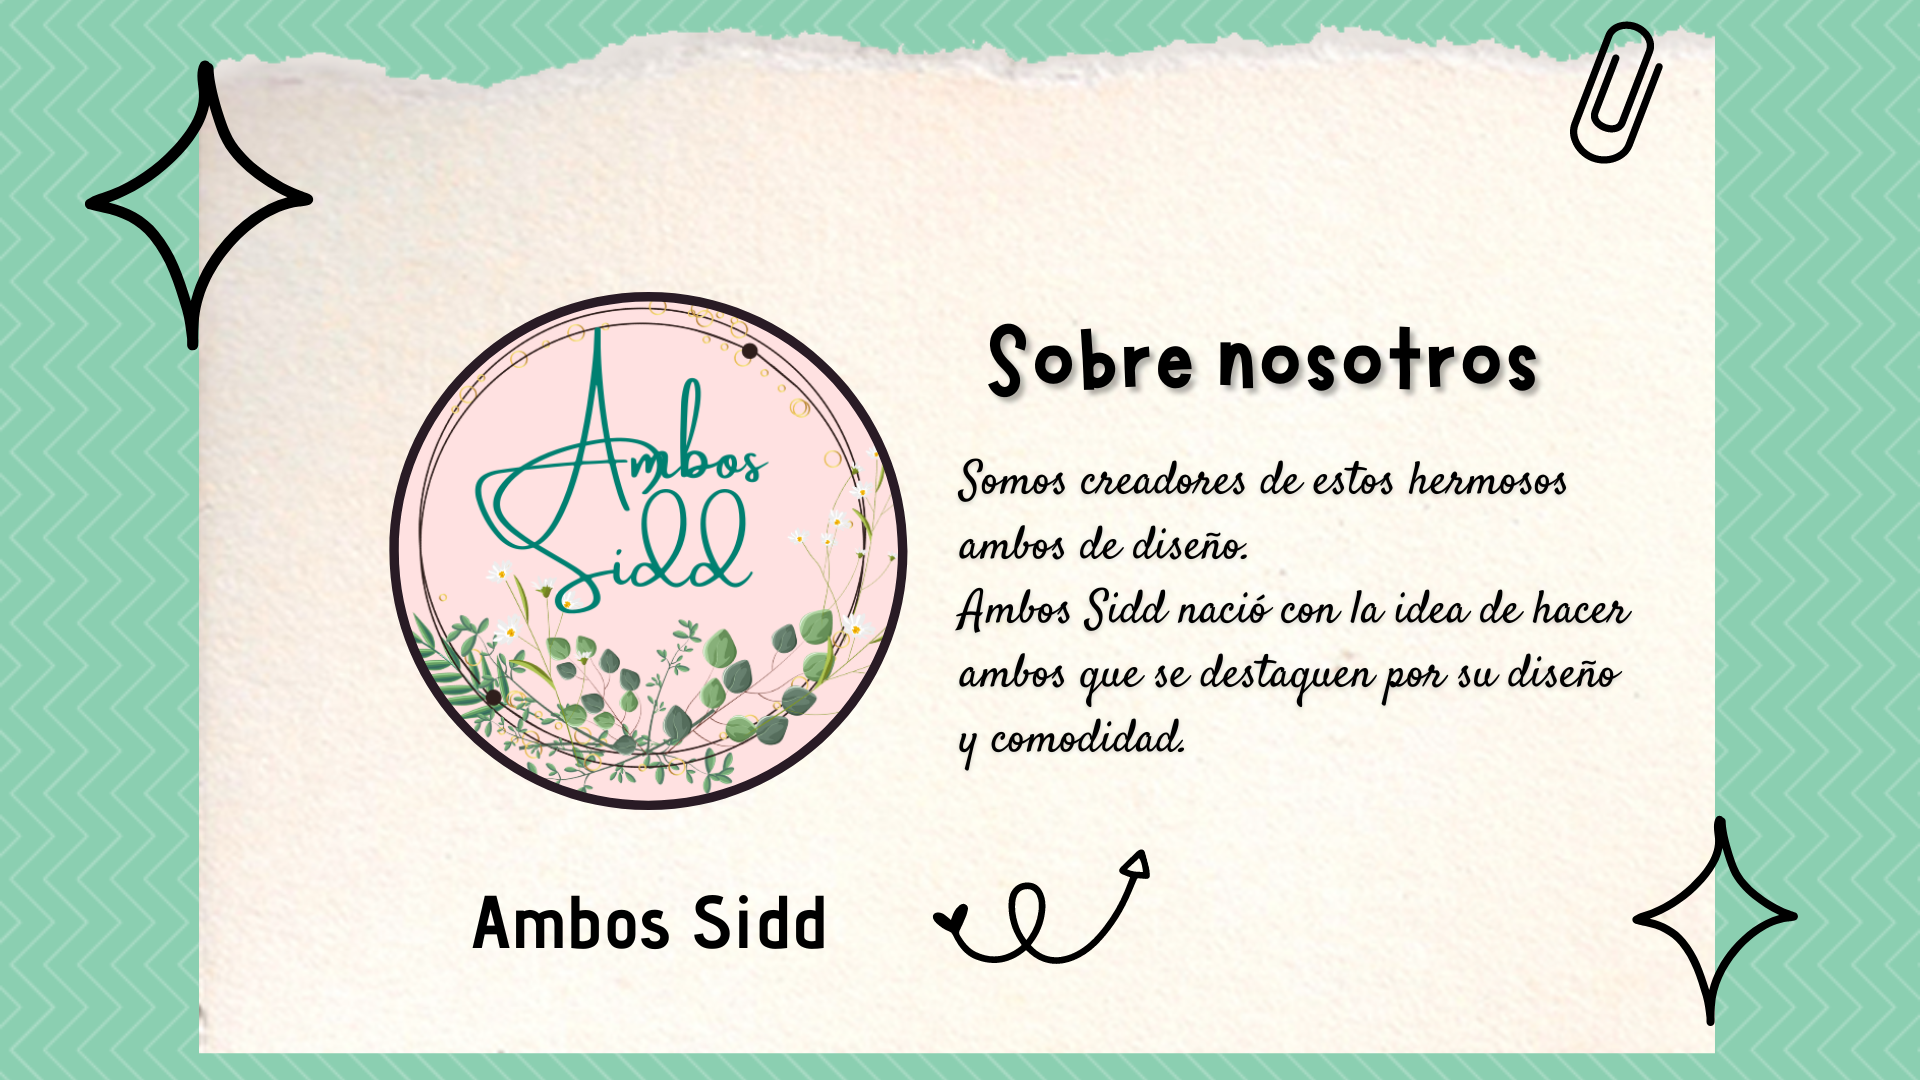 Ambos
Sidd
Sobre nosotros
Somos creadores de estos hermosos
ambos de diseño.
Ambos Sidd nació con la idea de hacer
ambos que se destaquen por su diseño
y comodidad.
Ambos Sidd